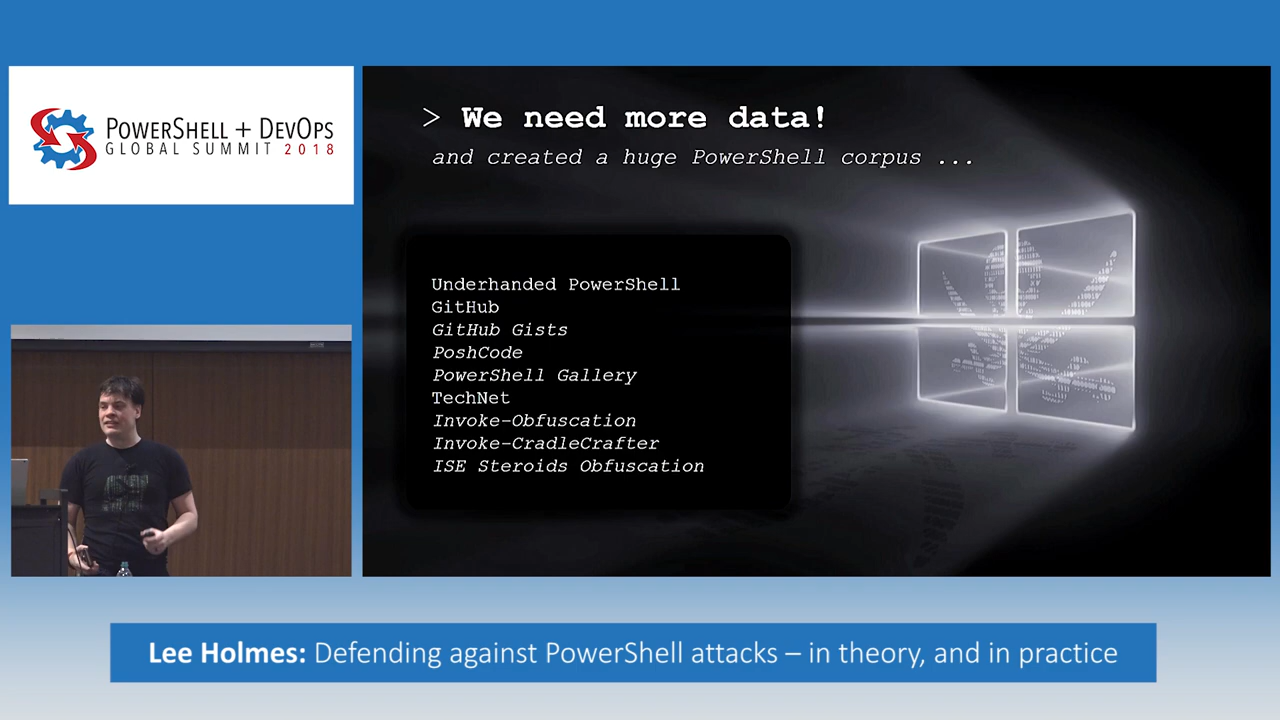 POWERSHELL + DEVOPS
GLOBAL SUMMIT 2018
> We need more data!
and created a huge PowerShell corpus ...
Underhanded PowerShell
GitHub
GitHub Gists
PoshCode
PowerShell Gallery
TechNet
Invoke-Obfuscation
Invoke-CradleCrafter
ISE Steroids Obfuscation
Lee Holmes: Defending against PowerShell attacks – in theory, and in practice